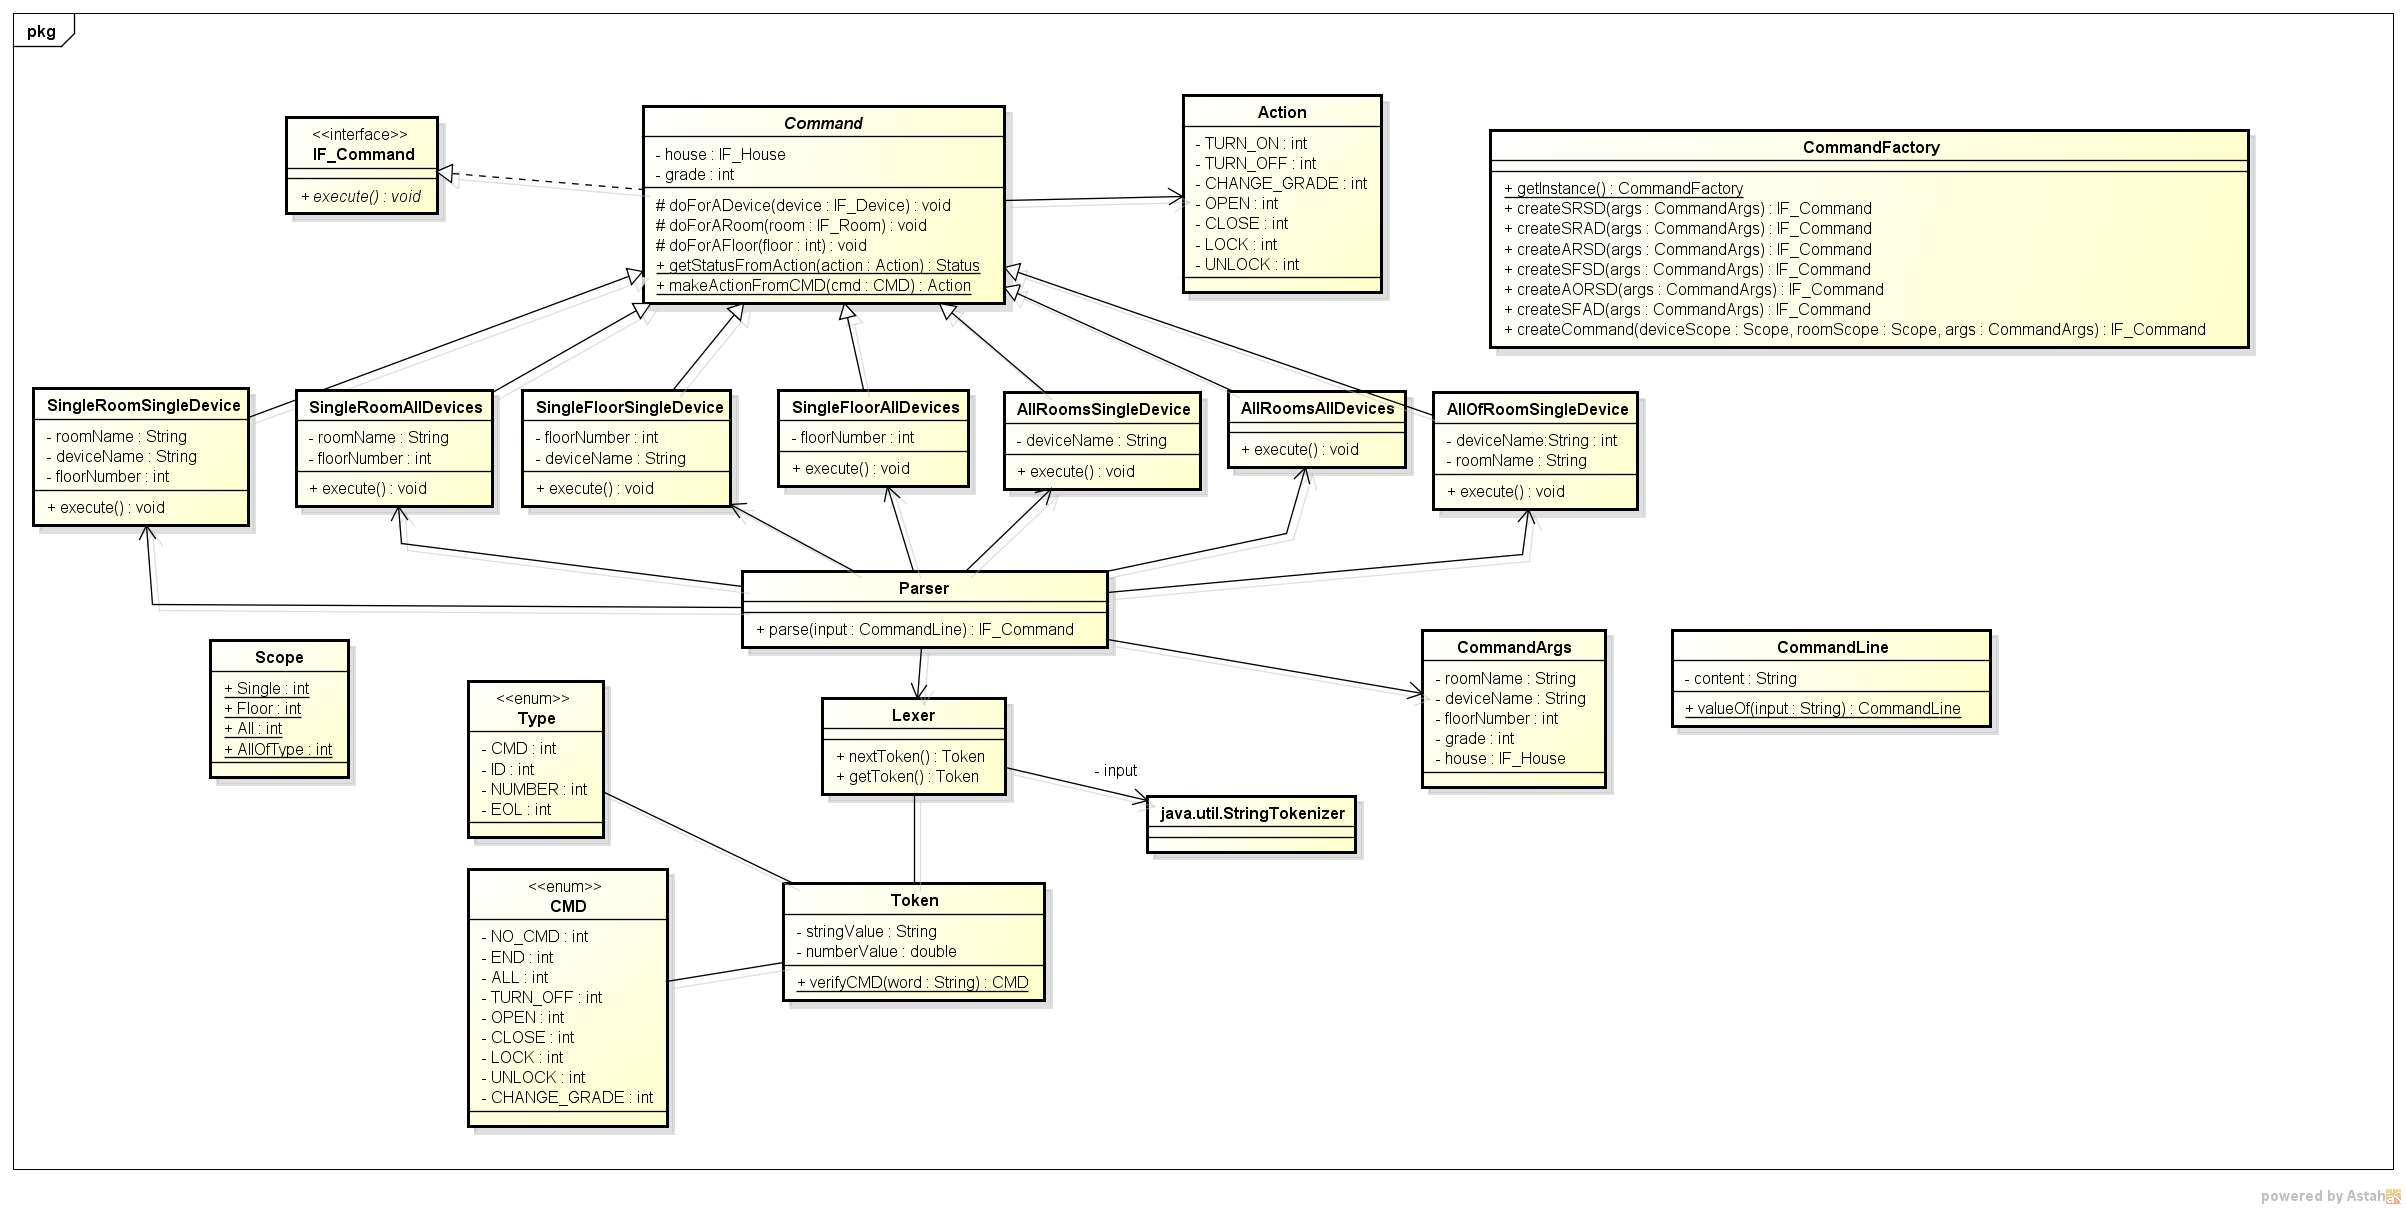 pkg
<<interface>>
IF_Command
+ execute() : void
Command
- house : IF_House
- grade : int
# doForADevice(device : IF_Device) : void
# doForARoom(room : IF_Room) : void
# doForAFloor(floor : int) : void
+ getStatusFromAction(action : Action) : Status
+ makeActionFromCMD(cmd : CMD) : Action
Action
- TURN_ON : int
- TURN_OFF : int
- CHANGE_GRADE : int
- OPEN : int
- CLOSE : int
- LOCK : int
- UNLOCK : int
CommandFactory
+ getInstance() : CommandFactory
+ createSRSD(args : CommandArgs) : IF_Command
+ createSRAD(args : CommandArgs) : IF_Command
+ createARSD(args : CommandArgs) : IF_Command
+ createSFSD(args : CommandArgs) : IF_Command
+ createAORSD(args : CommandArgs) : IF_Command
+ createSFAD(args : CommandArgs) : IF_Command
+ createCommand(deviceScope : Scope, roomScope : Scope, args : CommandArgs) : IF_Command
SingleRoomSingleDevice
- roomName : String
- deviceName : String
- floorNumber : int
+ execute() : void
SingleRoomAllDevices
- roomName : String
- floorNumber : int
+ execute() : void
SingleFloorSingleDevice
- floorNumber : int
- deviceName : String
+ execute() : void
SingleFloorAllDevices
- floorNumber : int
+ execute() : void
AllRoomsSingleDevice
- deviceName : String
+ execute() : void
AllRoomsAllDevices
+ execute() : void
AllOfRoomSingleDevice
- deviceName:String : int
- roomName : String
+ execute() : void
Parser
+ parse(input : CommandLine) : IF_Command
Scope
+ Single : int
+ Floor : int
+ All : int
+ AllOfType : int
<<enum>>
Type
- CMD : int
- ID : int
- NUMBER : int
- EOL : int
Lexer
+ nextToken() : Token
+ getToken() : Token
- input
java.util.StringTokenizer
CommandArgs
- roomName : String
- deviceName : String
- floorNumber : int
- grade : int
- house : IF_House
CommandLine
- content : String
+ valueOf(input : String) : CommandLine
<<enum>>
CMD
- NO_CMD : int
- END : int
- ALL : int
- TURN_OFF : int
- OPEN : int
- CLOSE : int
- LOCK : int
- UNLOCK : int
- CHANGE_GRADE : int
Token
- stringValue : String
- numberValue : double
+ verifyCMD(word : String) : CMD
powered by Astah